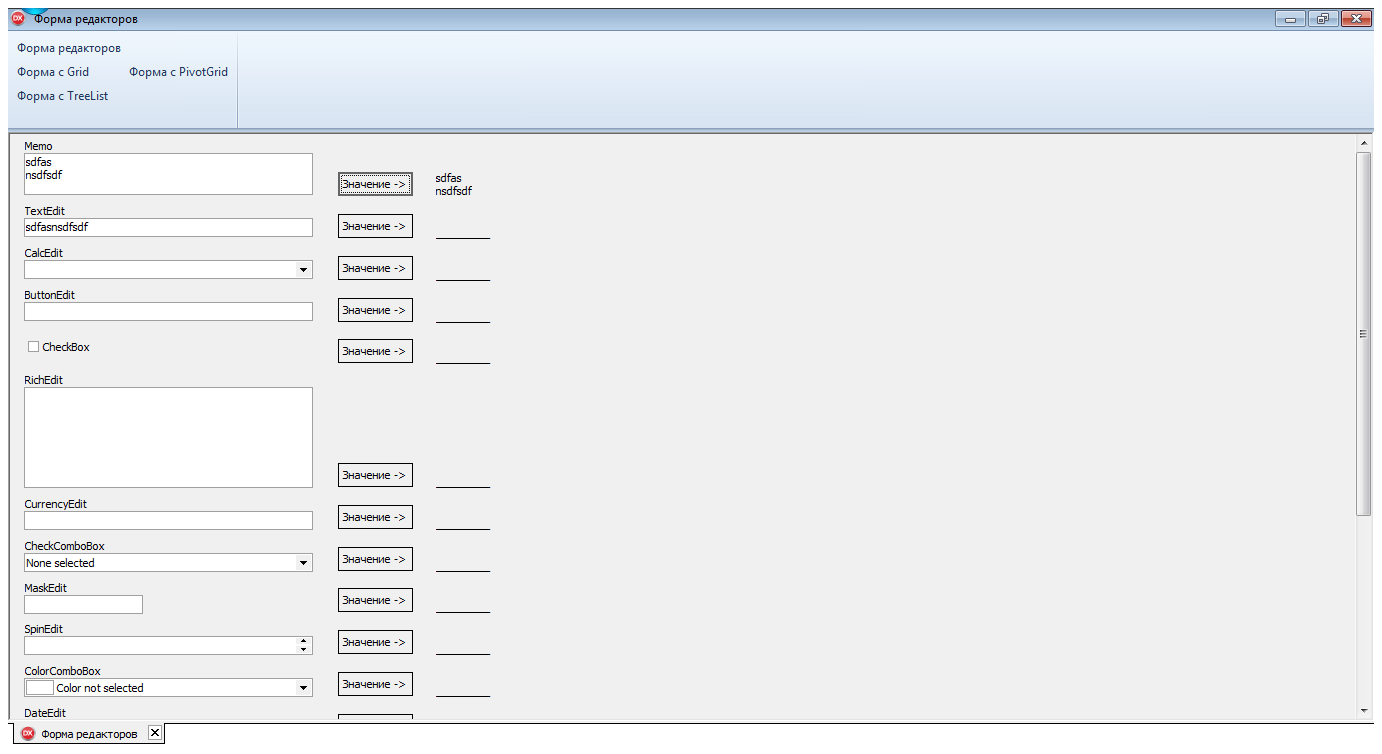 DX Форма редакторов
Форма редакторов
Форма с Grid Форма с PivotGrid
Форма с TreeList
Memo
sdfas
nsdfsdf
Значение ->
sdfas
nsdfsdf
TextEdit
sdfasnsdfsdf
Значение ->
CalcEdit
Значение ->
ButtonEdit
Значение ->
CheckBox
Значение ->
RichEdit
Значение ->
CurrencyEdit
Значение ->
CheckComboBox
None selected
Значение ->
MaskEdit
Значение ->
SpinEdit
Значение ->
ColorComboBox
Color not selected
Значение ->
DateEdit
DX Форма редакторов